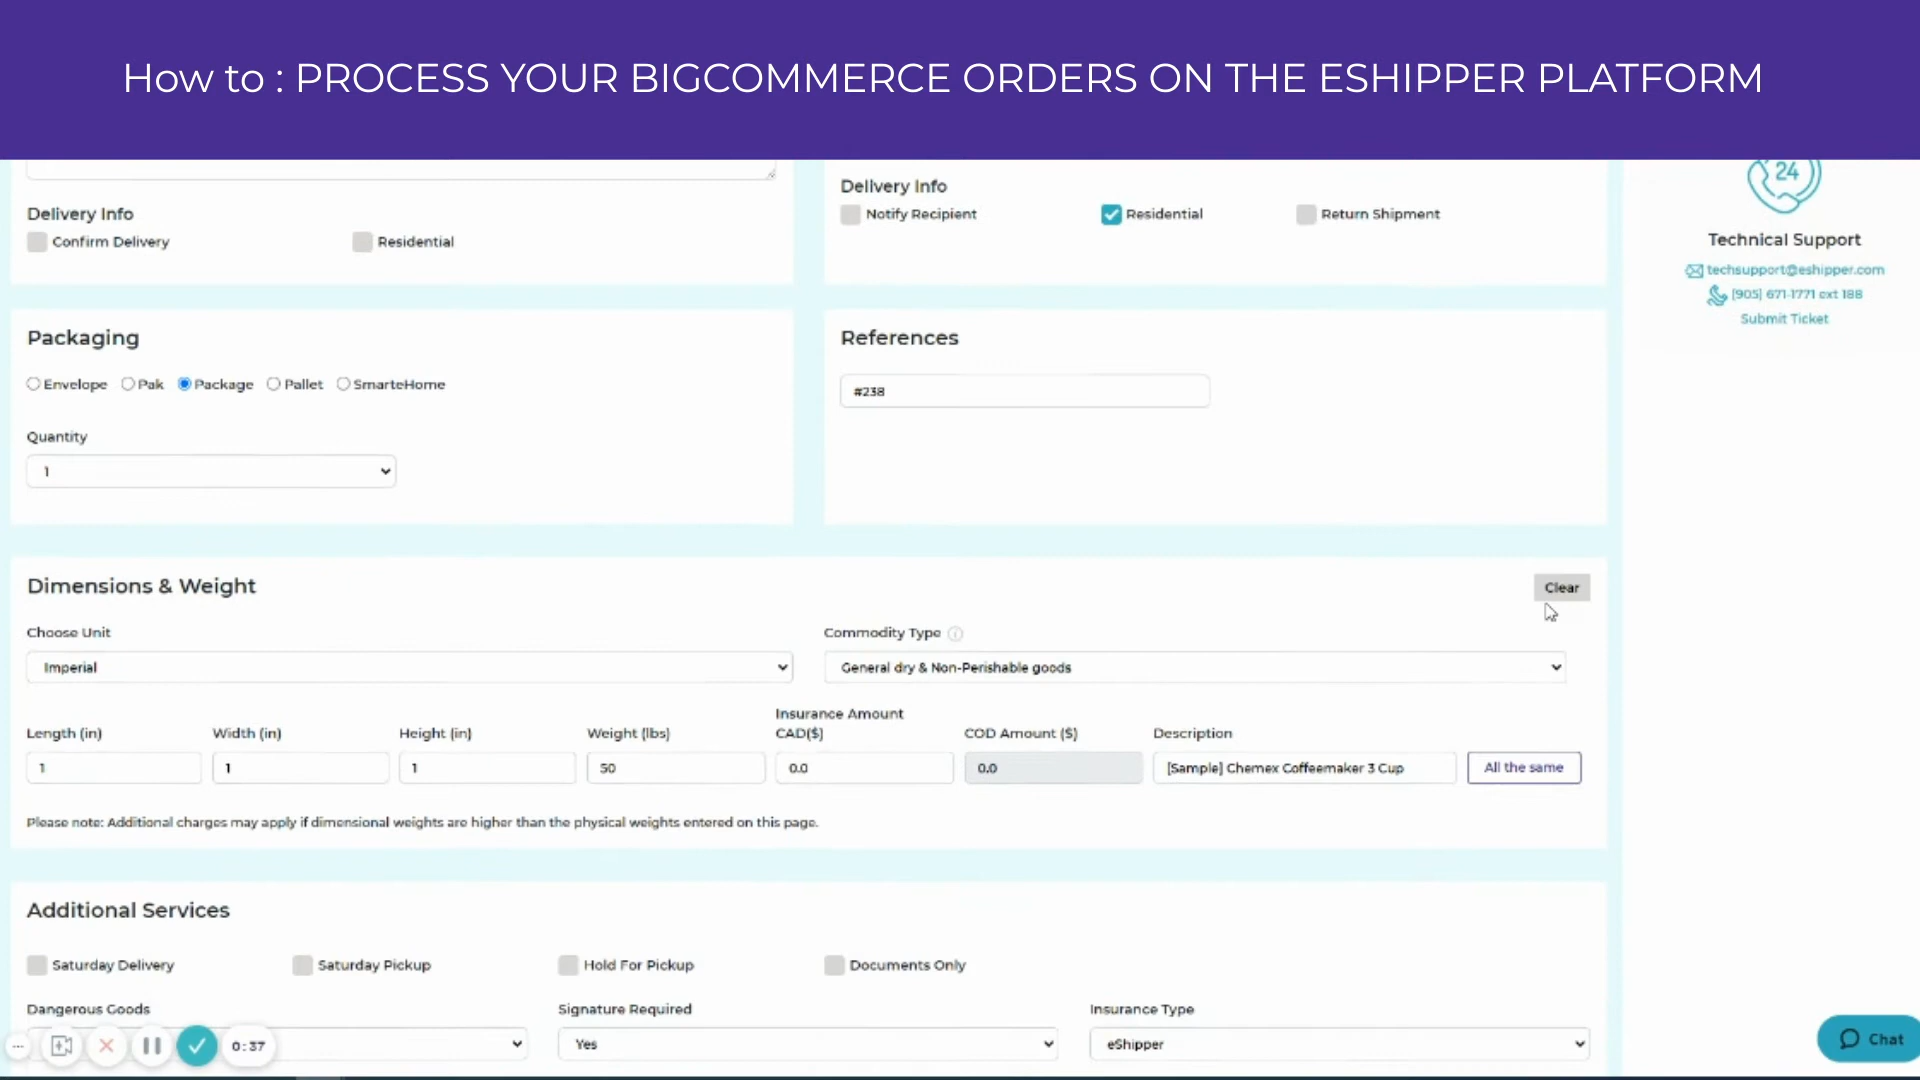 How to : PROCESS YOUR BIGCOMMERCE ORDERS ON THE ESHIPPER PLATFORM
24
Technical Support
techsupport@eshipper.com
(905) 671-1771 ext 188
Submit Ticket
Delivery Info
Confirm Delivery Residential
Delivery Info
Notify Recipient Residential Return Shipment
Packaging
Envelope Pak Package Pallet SmarteHome
Quantity
1
References
#238
Dimensions & Weight Clear
Choose Unit Commodity Type
Imperial General dry & Non-Perishable goods
Length (in) Width (in) Height (in) Weight (lbs) Insurance Amount CAD($) COD Amount ($) Description
1 1 1 50 0.0 0.0 [Sample] Chemex Coffeemaker 3 Cup All the same
Please note: Additional charges may apply if dimensional weights are higher than the physical weights entered on this page.
Additional Services
Saturday Delivery Saturday Pickup Hold For Pickup Documents Only
Dangerous Goods Signature Required Insurance Type
0:37 Yes eShipper
Chat